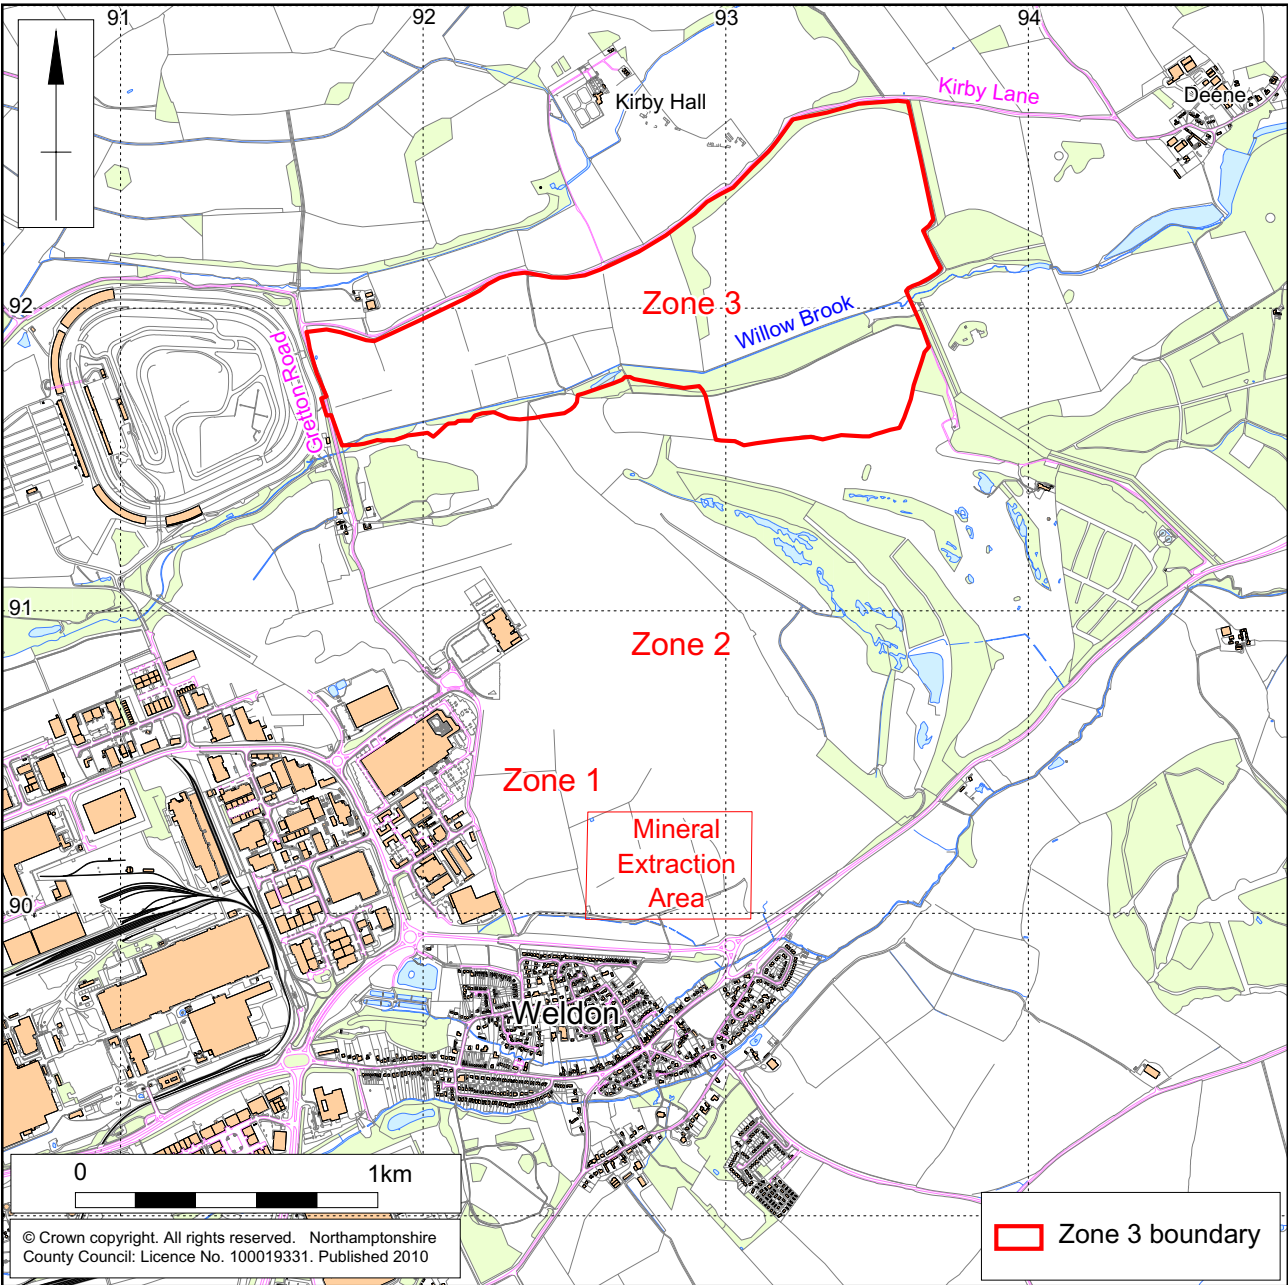 91
92
93
94
Kirby Hall
Kirby Lane
Deene
92
Zone 3
Willow Brook
Gretton Road
91
Zone 2
Zone 1
Mineral
Extraction
Area
90
Weldon
0 1km
© Crown copyright. All rights reserved. Northamptonshire
County Council: Licence No. 100019331. Published 2010
Zone 3 boundary